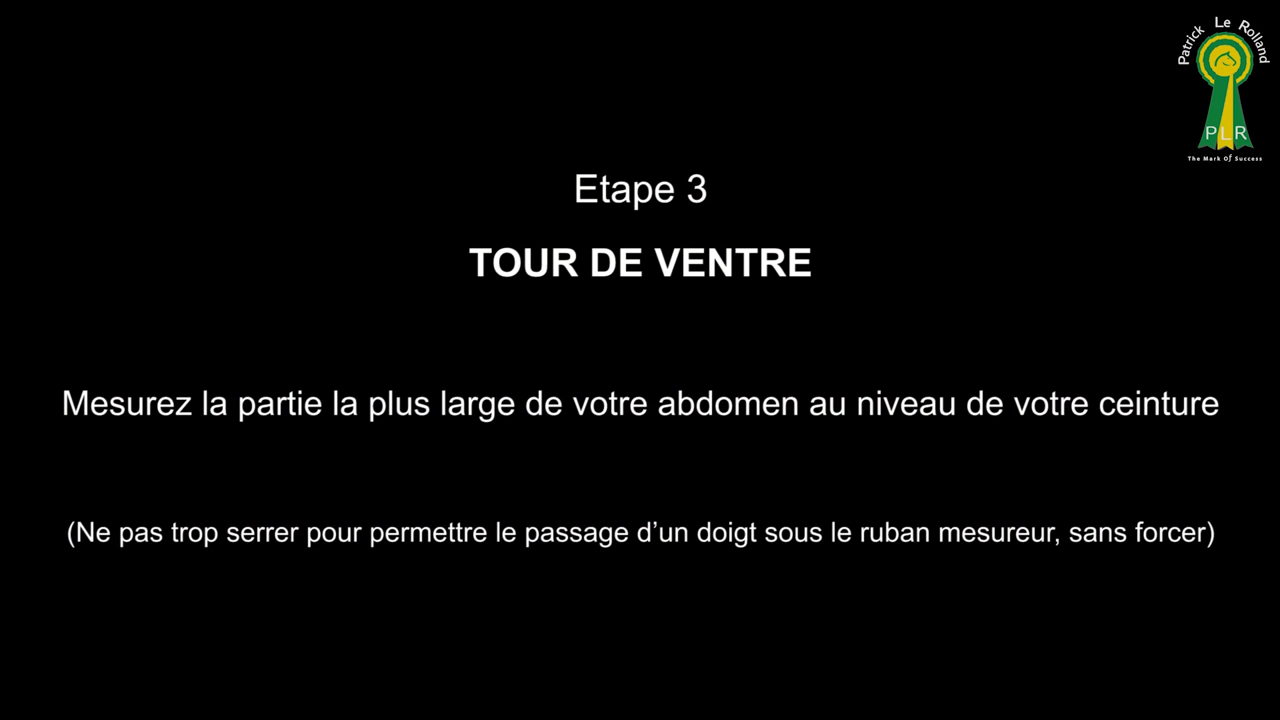 Patrick Le Rolland
PLR
The Mark Of Success
Etape 3
TOUR DE VENTRE
Mesurez la partie la plus large de votre abdomen au niveau de votre ceinture
(Ne pas trop serrer pour permettre le passage d’un doigt sous le ruban mesureur, sans forcer)